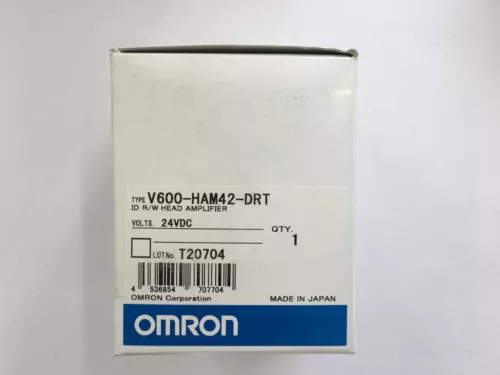 TYPE V600-HAM42-DRT
ID R/W HEAD AMPLIFIER
VOLTS. 24VDC
QTY. 1
LOT No. T20704
4 536854 707704
OMRON Corporation MADE IN JAPAN
OMRON